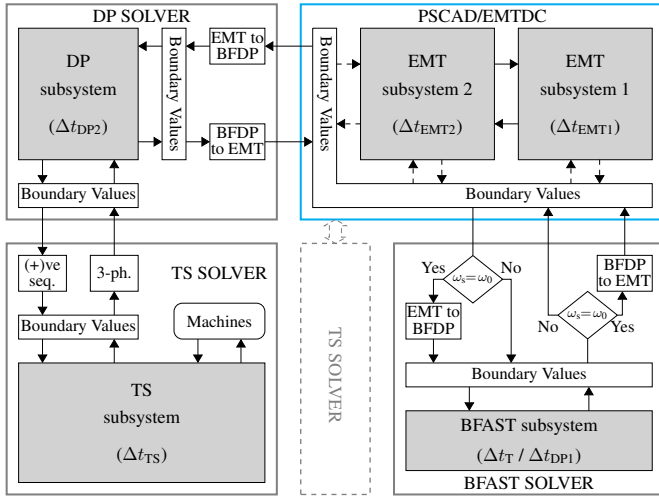 DP SOLVER
DP
subsystem
(Δt_DP2)
Boundary Values
EMT to
BFDP
BFDP
to EMT
Boundary Values
PSCAD/EMTDC
Boundary Values
EMT
subsystem 2
(Δt_EMT2)
EMT
subsystem 1
(Δt_EMT1)
Boundary Values
(+)ve
seq.
3-ph.
TS SOLVER
Boundary Values
Machines
TS
subsystem
(Δt_TS)
TS SOLVER
Yes
ω_s=ω_0
No
EMT to
BFDP
BFDP
to EMT
No
ω_s=ω_0
Yes
Boundary Values
BFAST subsystem
(Δt_T / Δt_DP1)
BFAST SOLVER